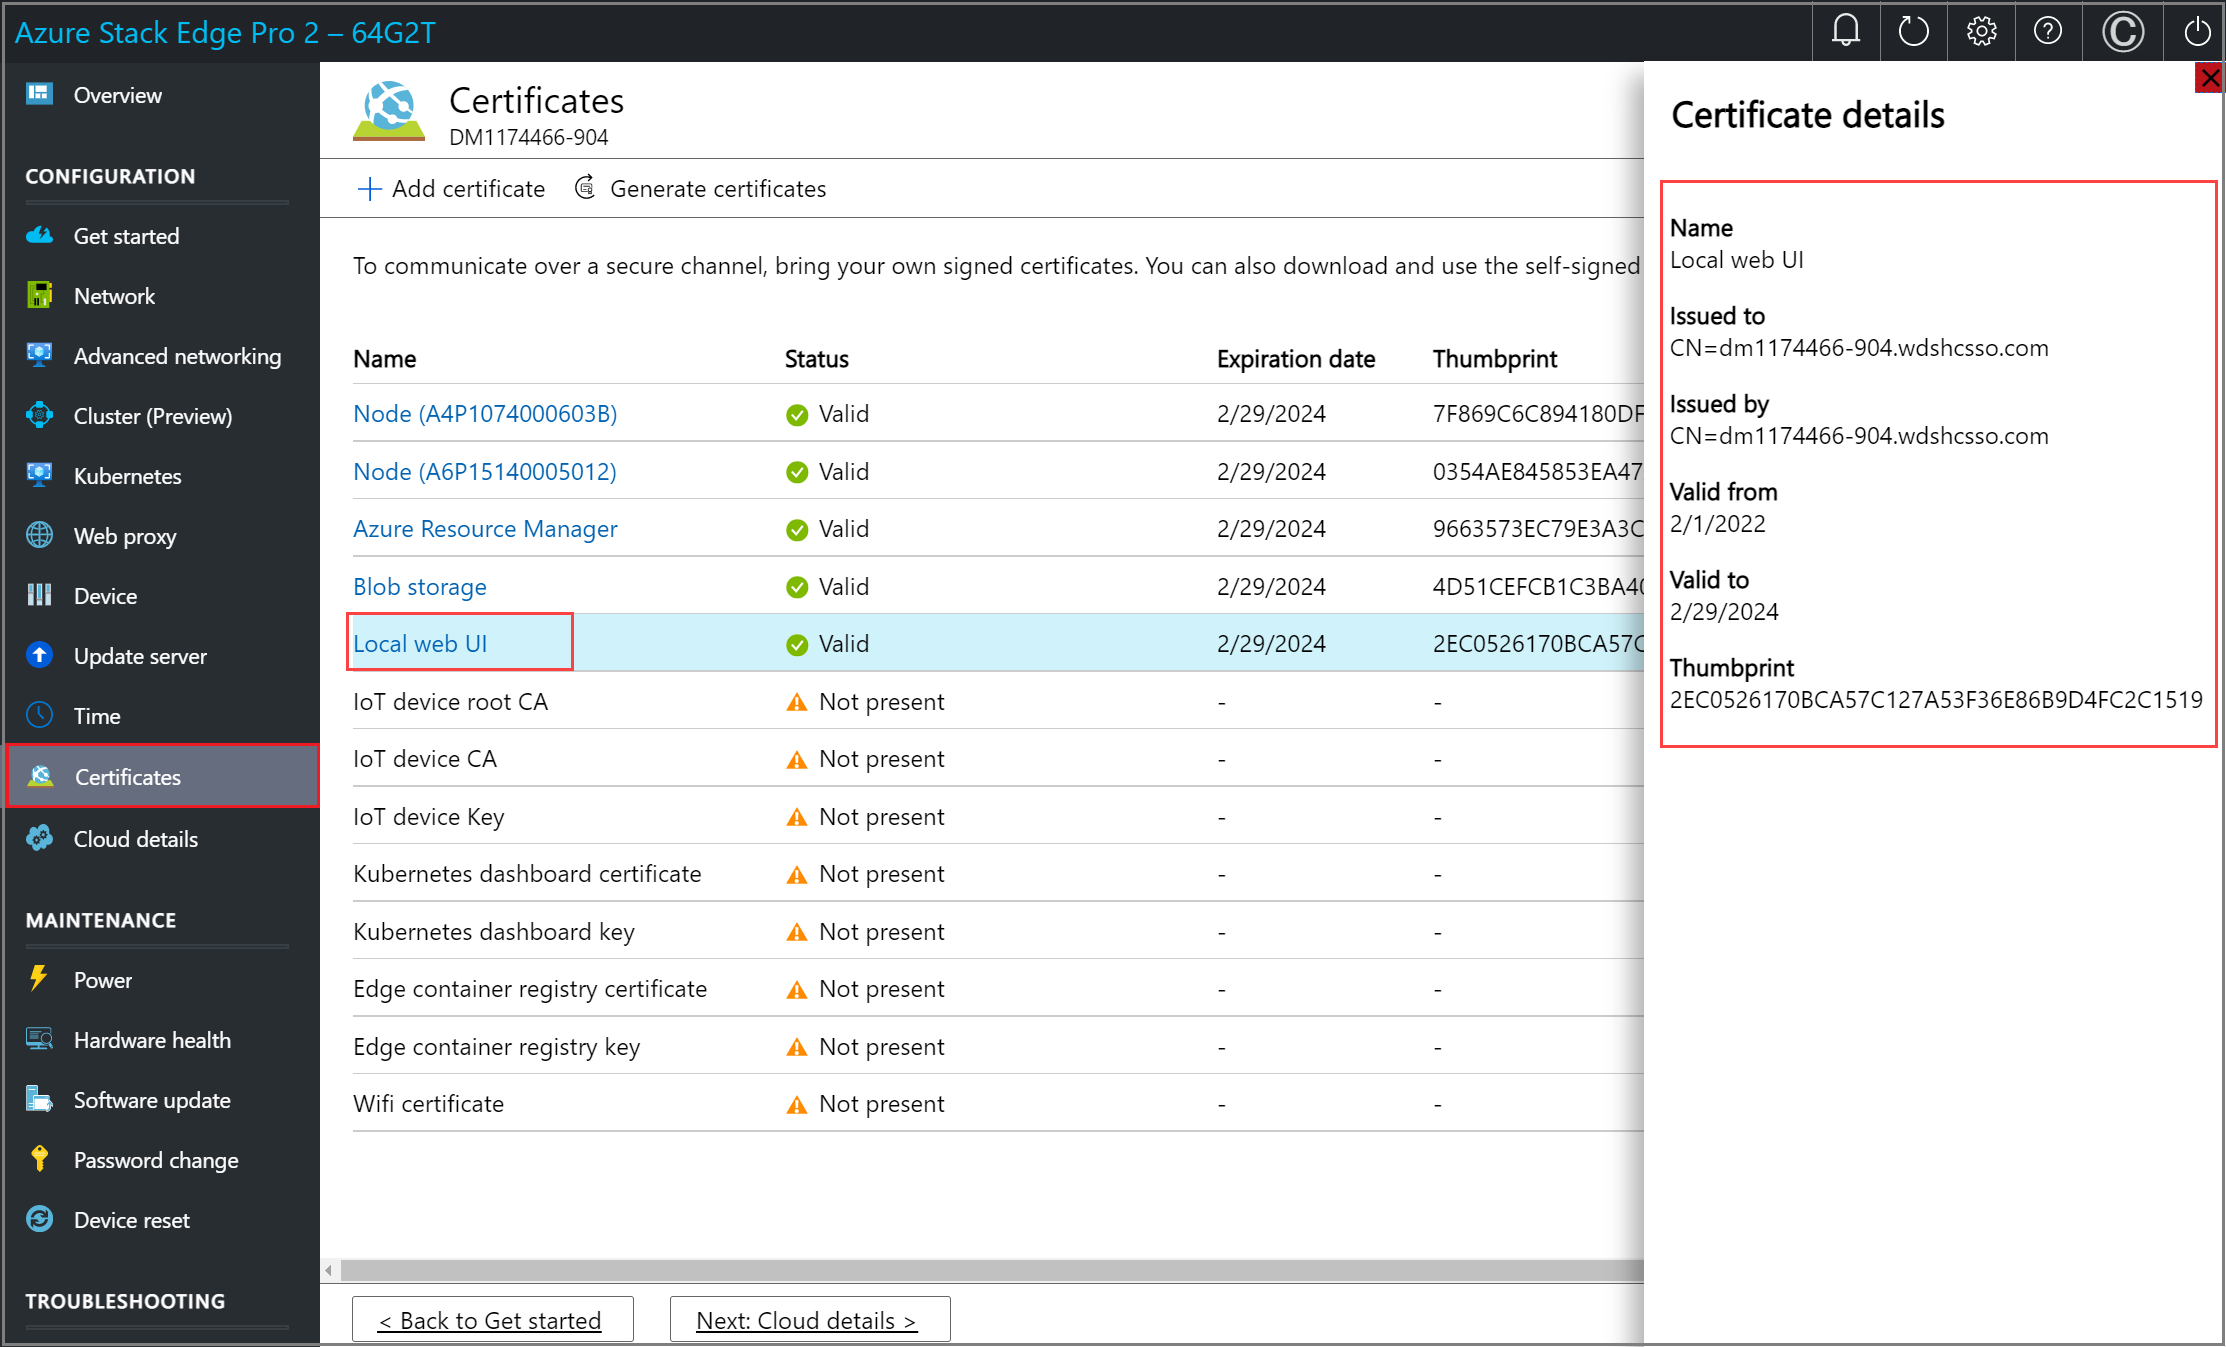 Azure Stack Edge Pro 2 – 64G2T
Overview
CONFIGURATION
Get started
Network
Advanced networking
Cluster (Preview)
Kubernetes
Web proxy
Device
Update server
Time
Certificates
Cloud details
MAINTENANCE
Power
Hardware health
Software update
Password change
Device reset
TROUBLESHOOTING
Certificates
DM1174466-904
Add certificate Generate certificates
To communicate over a secure channel, bring your own signed certificates. You can also download and use the self-signed
Name Status Expiration date Thumbprint
Node (A4P1074000603B) Valid 2/29/2024 7F869C6C894180DF
Node (A6P15140005012) Valid 2/29/2024 0354AE845853EA47
Azure Resource Manager Valid 2/29/2024 9663573EC79E3A3C
Blob storage Valid 2/29/2024 4D51CEFCB1C3BA40
Local web UI Valid 2/29/2024 2EC0526170BCA57C
IoT device root CA Not present - -
IoT device CA Not present - -
IoT device Key Not present - -
Kubernetes dashboard certificate Not present - -
Kubernetes dashboard key Not present - -
Edge container registry certificate Not present - -
Edge container registry key Not present - -
Wifi certificate Not present - -
< Back to Get started Next: Cloud details >
Certificate details
Name
Local web UI
Issued to
CN=dm1174466-904.wdshcsso.com
Issued by
CN=dm1174466-904.wdshcsso.com
Valid from
2/1/2022
Valid to
2/29/2024
Thumbprint
2EC0526170BCA57C127A53F36E86B9D4FC2C1519